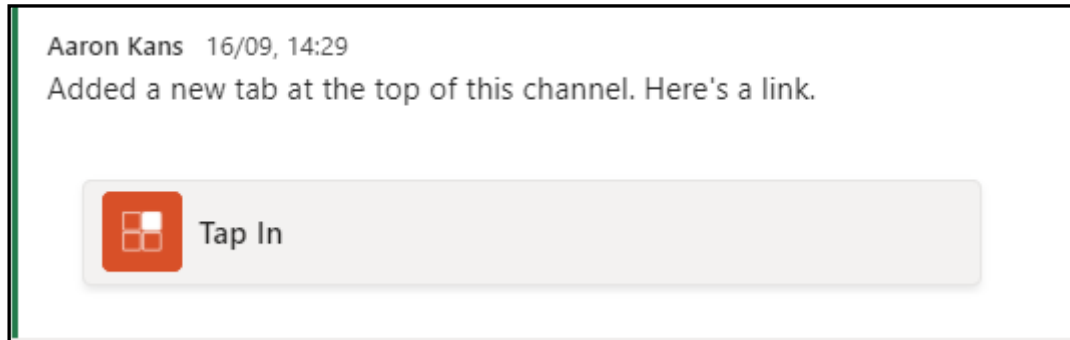 Aaron Kans 16/09, 14:29
Added a new tab at the top of this channel. Here's a link.
Tap In